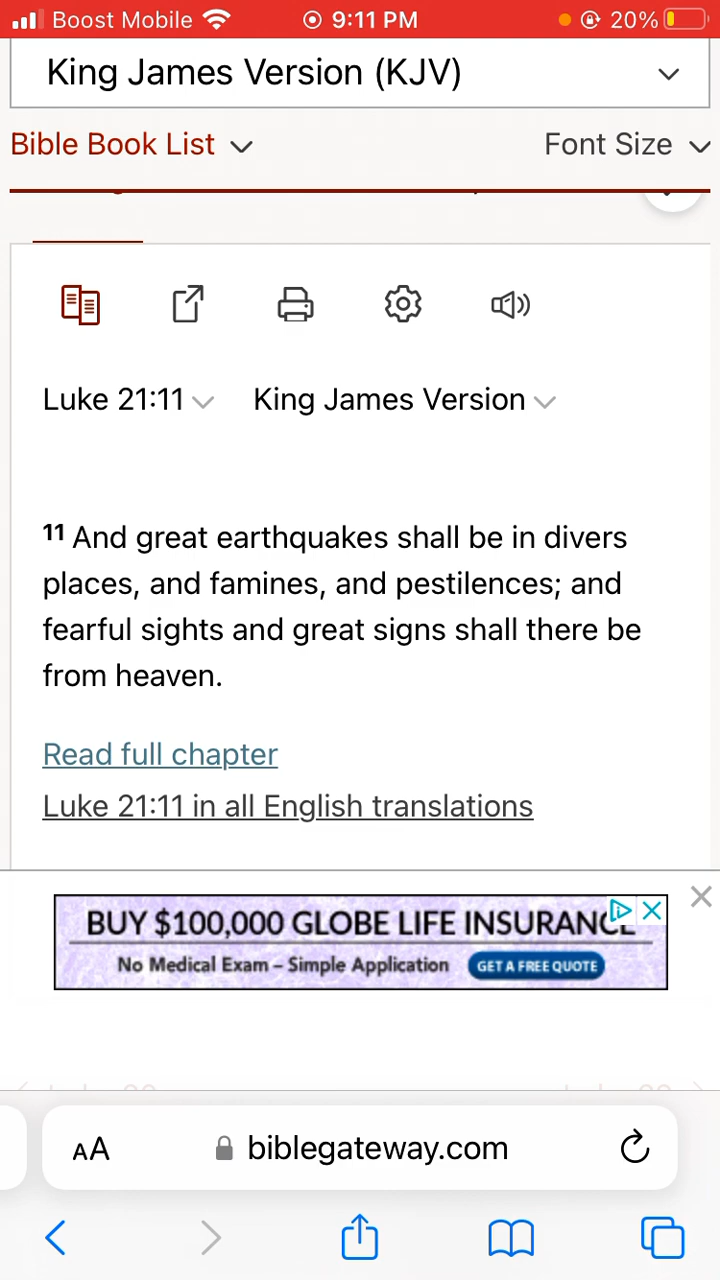 Boost Mobile 9:11 PM 20%
King James Version (KJV)
Bible Book List Font Size
Luke 21:11 King James Version
11 And great earthquakes shall be in divers
places, and famines, and pestilences; and
fearful sights and great signs shall there be
from heaven.
Read full chapter
Luke 21:11 in all English translations
BUY $100,000 GLOBE LIFE INSURANCE
No Medical Exam – Simple Application GET A FREE QUOTE
AA biblegateway.com